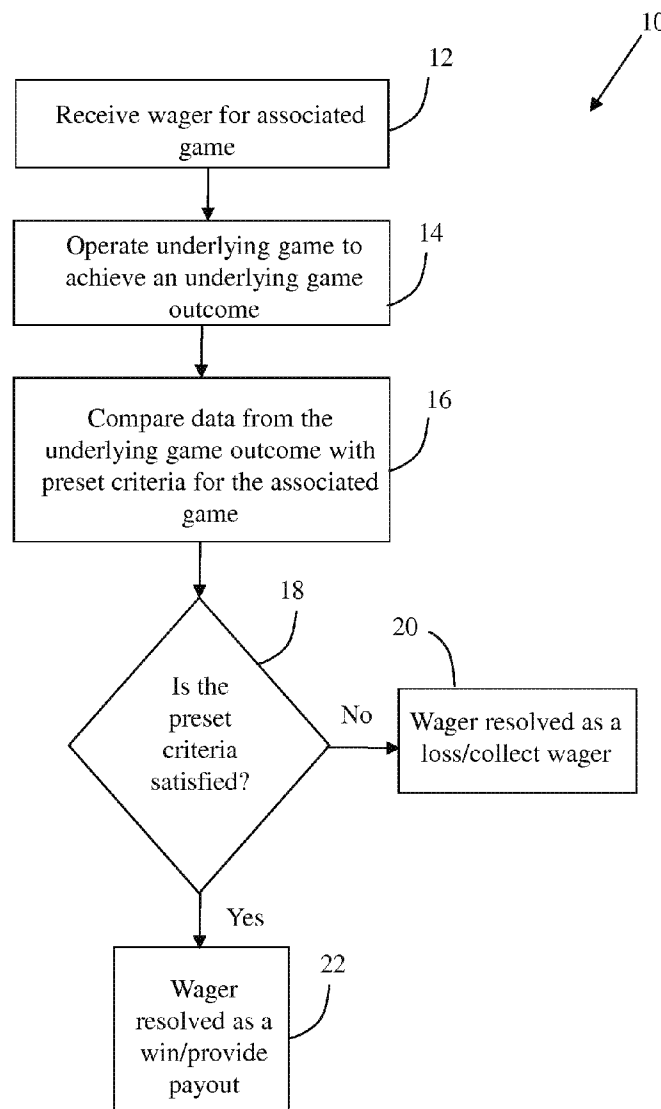 10
12
Receive wager for associated
game
Operate underlying game to
achieve an underlying game
outcome
14
Compare data from the
underlying game outcome with
preset criteria for the associated
game
16
18
Is the
preset
criteria
satisfied?
No
20
Wager resolved as a
loss/collect wager
Yes
22
Wager
resolved as a
win/provide
payout